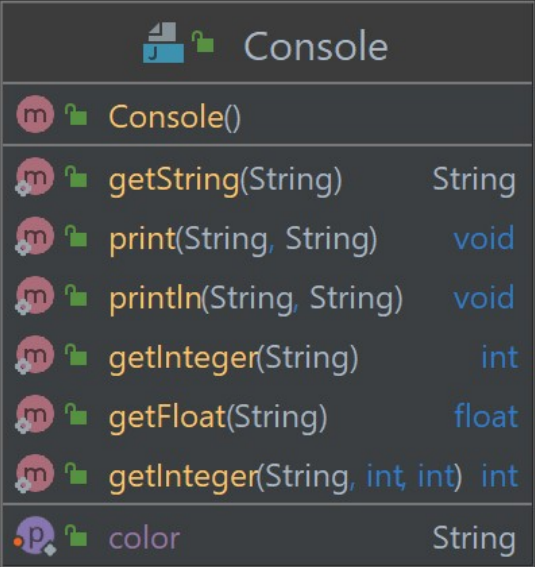 Console
Console()
getString(String) String
print(String, String) void
println(String, String) void
getInteger(String) int
getFloat(String) float
getInteger(String, int, int) int
color String